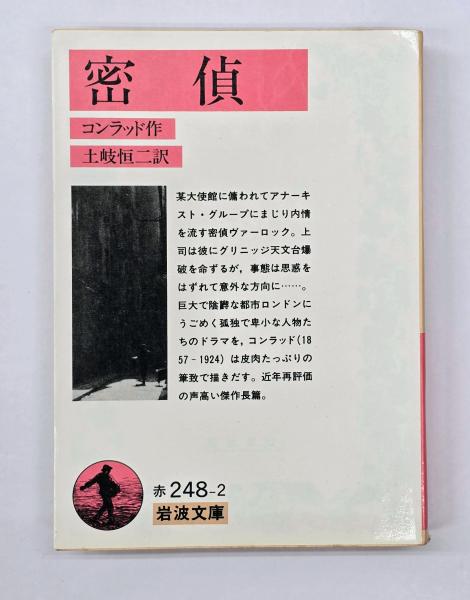 密 偵
コンラッド作
土岐恒二訳
某大使館に傭われてアナーキ
スト・グループにまじり内情
を流す密偵ヴァーロック。上
司は彼にグリニッジ天文台爆
破を命ずるが，事態は思惑を
はずれて意外な方向に……。
巨大で陰鬱な都市ロンドンに
うごめく孤独で卑小な人物た
ちのドラマを，コンラッド(18
57‐1924) は皮肉たっぷりの
筆致で描きだす。近年再評価
の声高い傑作長篇。
赤248-2
岩波文庫